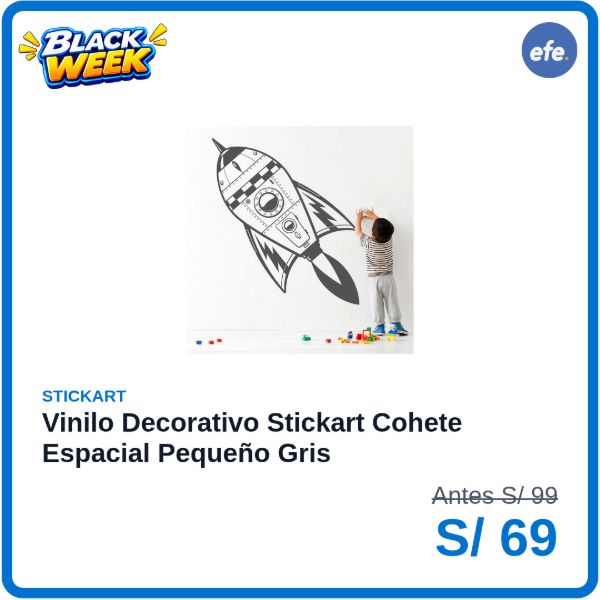 BLACK
WEEK
efe.
STICKART
Vinilo Decorativo Stickart Cohete
Espacial Pequeño Gris
Antes S/ 99
S/ 69